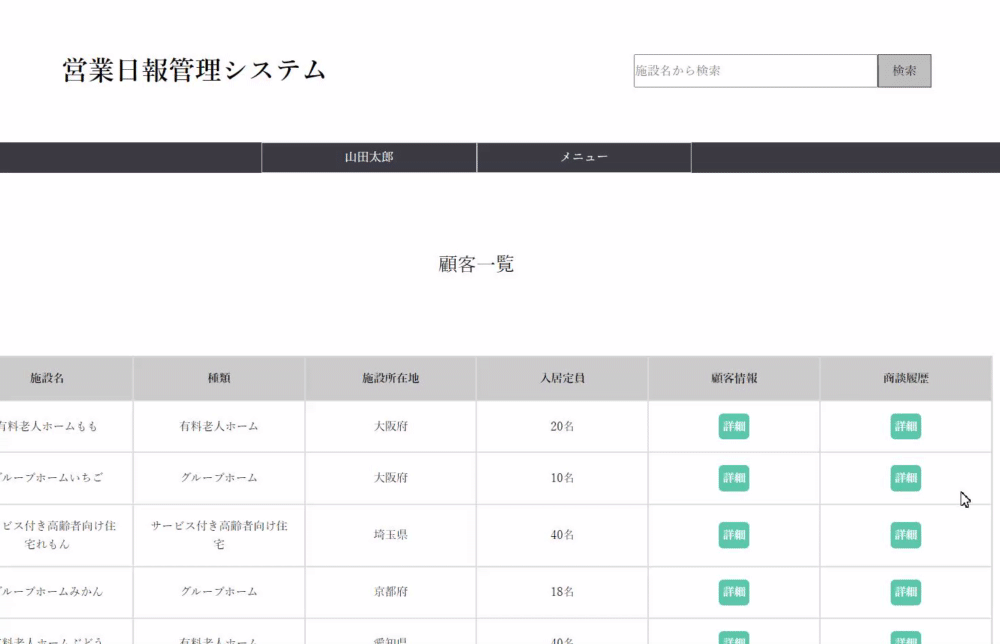 営業日報管理システム
施設名から検索 検索
山田太郎 メニュー
顧客一覧
施設名 種類 施設所在地 入居定員 顧客情報 商談履歴
有料老人ホームもも 有料老人ホーム 大阪府 20名 詳細 詳細
グループホームいちご グループホーム 大阪府 10名 詳細 詳細
ビス付き高齢者向け住 サービス付き高齢者向け住 埼玉県 40名 詳細 詳細
宅れもん 宅
グループホームみかん グループホーム 京都府 18名 詳細 詳細
料老人ホームぶどう 有料老人ホーム 愛知県 40名 詳細 詳細